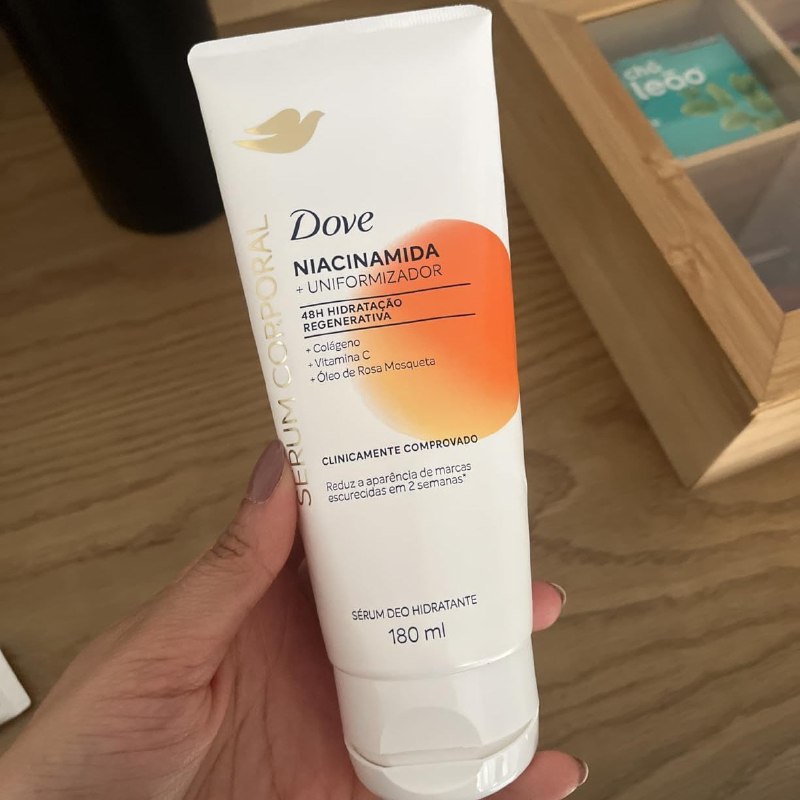 Dove
NIACINAMIDA
+ UNIFORMIZADOR
48H HIDRATAÇÃO
REGENERATIVA
+ Colágeno
+ Vitamina C
+ Óleo de Rosa Mosqueta
CLINICAMENTE COMPROVADO
Reduz a aparência de marcas
escurecidas em 2 semanas*
SÉRUM DEO HIDRATANTE
180 ml
SÉRUM CORPORAL
chá
leão